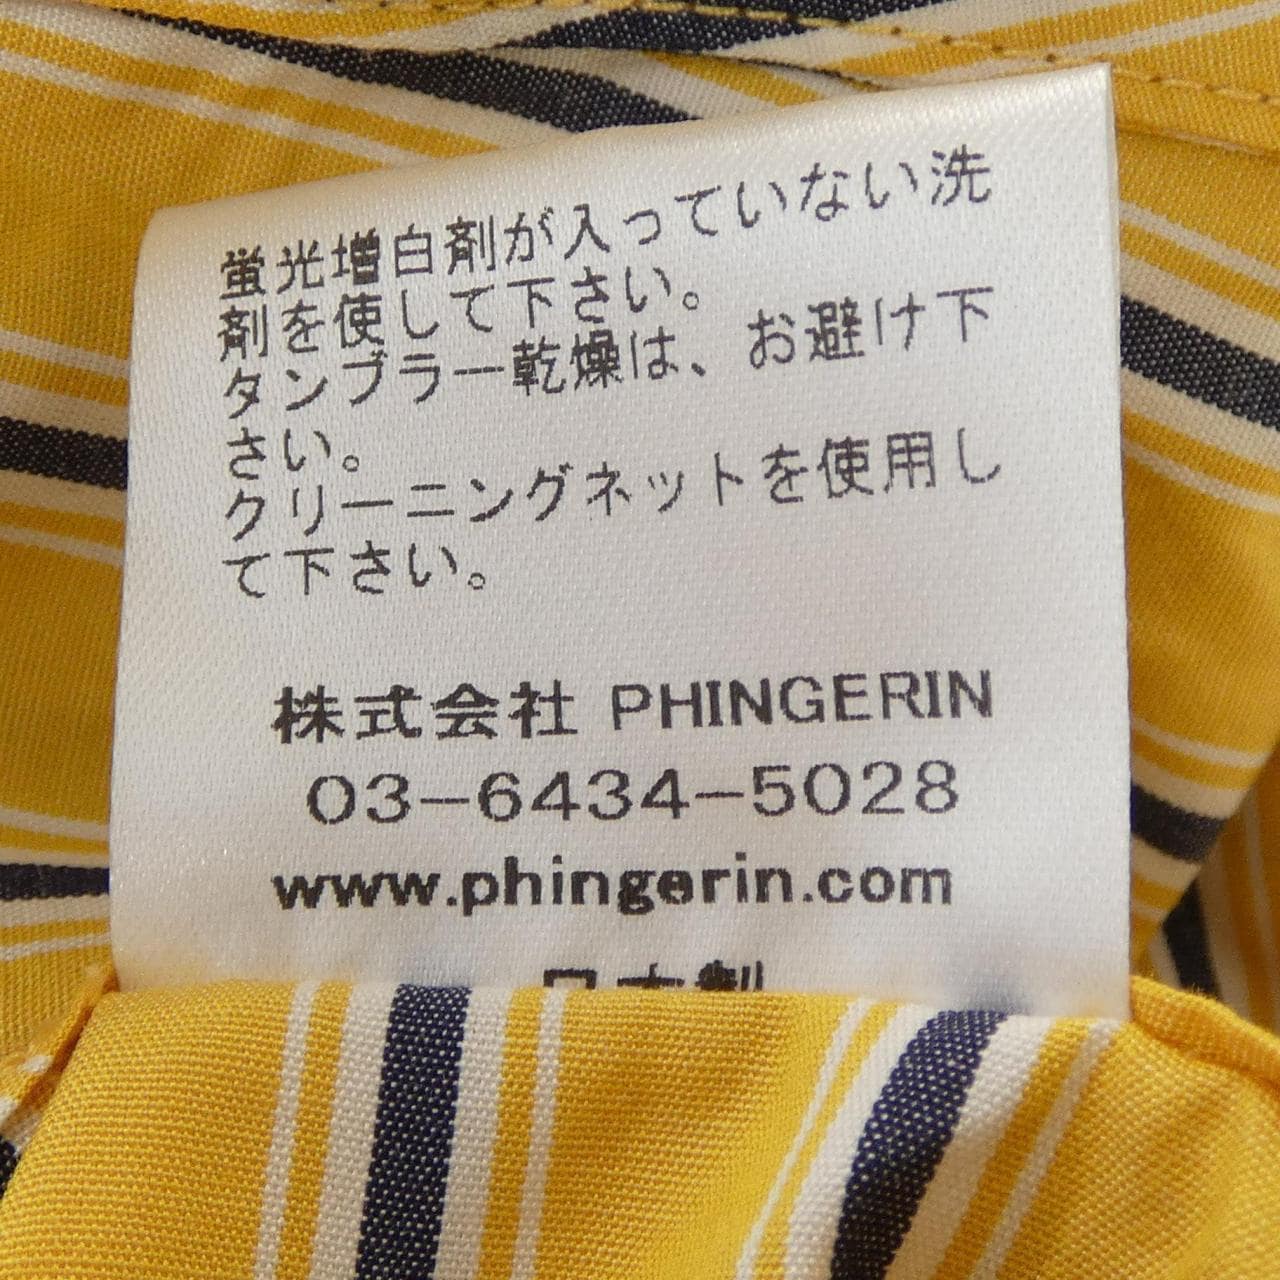 蛍光増白剤が入っていない洗
剤を使して下さい。
タンブラー乾燥は、お避け下
さい。
クリーニングネットを使用し
て下さい。
株式会社 PHINGERIN
03-6434-5028
www.phingerin.com
日本製